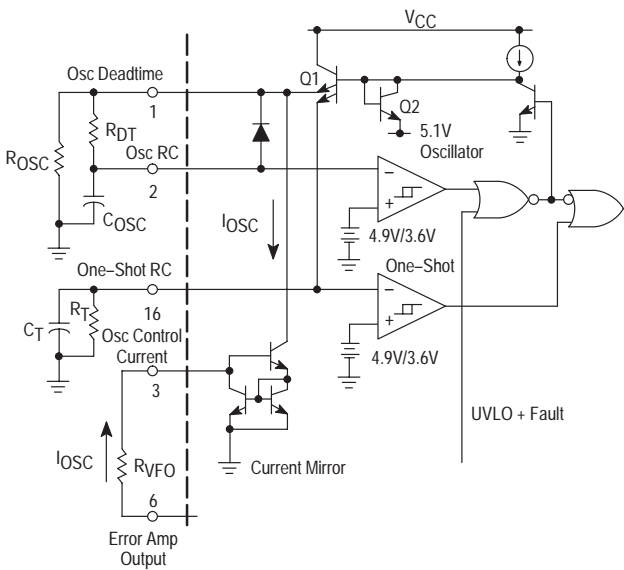 VCC
Osc Deadtime
1
Q1
Q2
RDT
5.1V
Oscillator
ROSC
Osc RC
2
COSC
4.9V/3.6V
IOSC
One–Shot
One–Shot RC
16
CT
RT
Osc Control
Current
3
4.9V/3.6V
UVLO + Fault
IOSC
RVFO
Current Mirror
6
Error Amp
Output